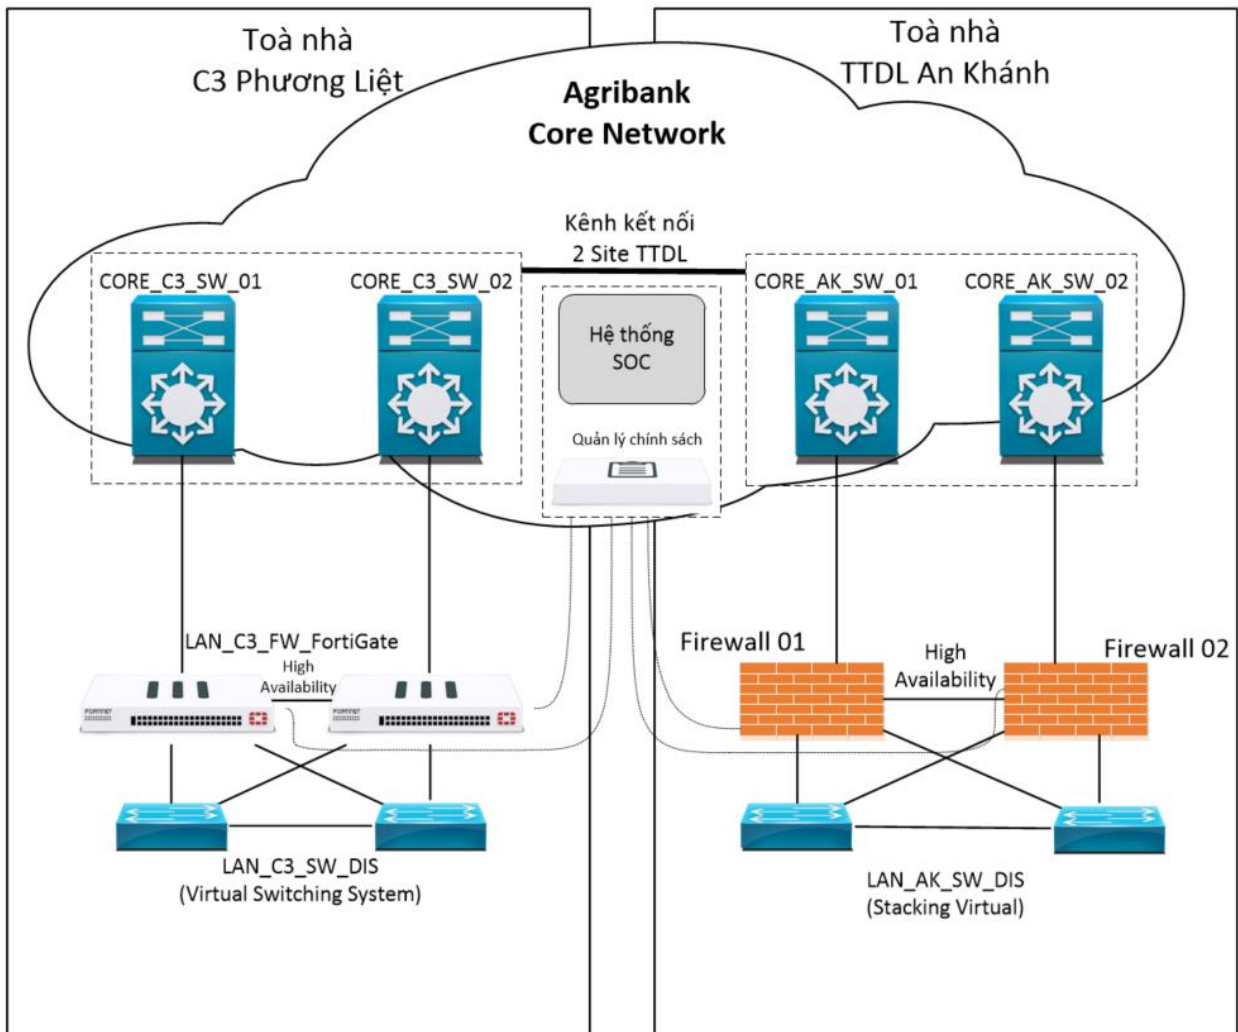 Toà nhà
C3 Phương Liệt
Toà nhà
TTDL An Khánh
Agribank
Core Network
Kênh kết nối
2 Site TTDL
CORE_C3_SW_01
CORE_C3_SW_02
CORE_AK_SW_01
CORE_AK_SW_02
Hệ thống
SOC
Quản lý chính sách
LAN_C3_FW_FortiGate
High
Availability
FORTINET
FORTINET
Firewall 01
High
Availability
Firewall 02
LAN_C3_SW_DIS
(Virtual Switching System)
LAN_AK_SW_DIS
(Stacking Virtual)